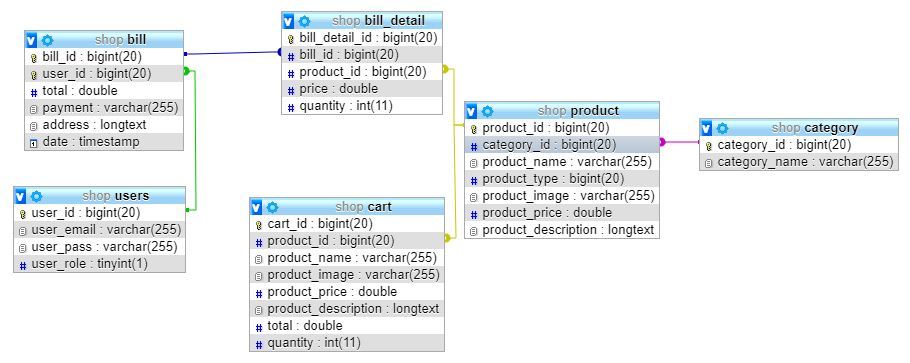 shop bill
bill_id : bigint(20)
user_id : bigint(20)
total : double
payment : varchar(255)
address : longtext
date : timestamp
shop bill_detail
bill_detail_id : bigint(20)
bill_id : bigint(20)
product_id : bigint(20)
price : double
quantity : int(11)
shop product
product_id : bigint(20)
category_id : bigint(20)
product_name : varchar(255)
product_type : bigint(20)
product_image : varchar(255)
product_price : double
product_description : longtext
shop category
category_id : bigint(20)
category_name : varchar(255)
shop users
user_id : bigint(20)
user_email : varchar(255)
user_pass : varchar(255)
user_role : tinyint(1)
shop cart
cart_id : bigint(20)
product_id : bigint(20)
product_name : varchar(255)
product_image : varchar(255)
product_price : double
product_description : longtext
total : double
quantity : int(11)